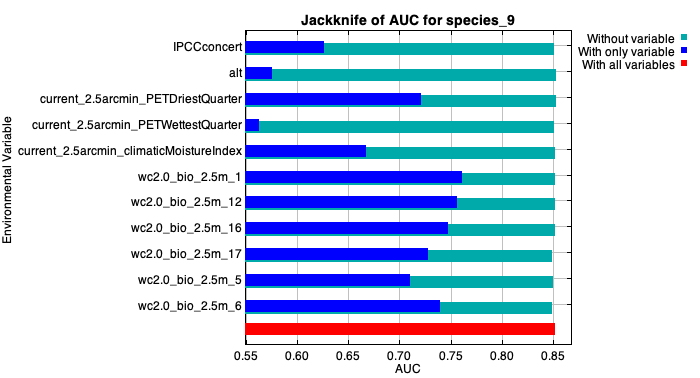 Jackknife of AUC for species_9
Without variable
With only variable
With all variables
Environmental Variable
IPCCconcert
alt
current_2.5arcmin_PETDriestQuarter
current_2.5arcmin_PETWettestQuarter
current_2.5arcmin_climaticMoistureIndex
wc2.0_bio_2.5m_1
wc2.0_bio_2.5m_12
wc2.0_bio_2.5m_16
wc2.0_bio_2.5m_17
wc2.0_bio_2.5m_5
wc2.0_bio_2.5m_6
0.55 0.60 0.65 0.70 0.75 0.80 0.85
AUC